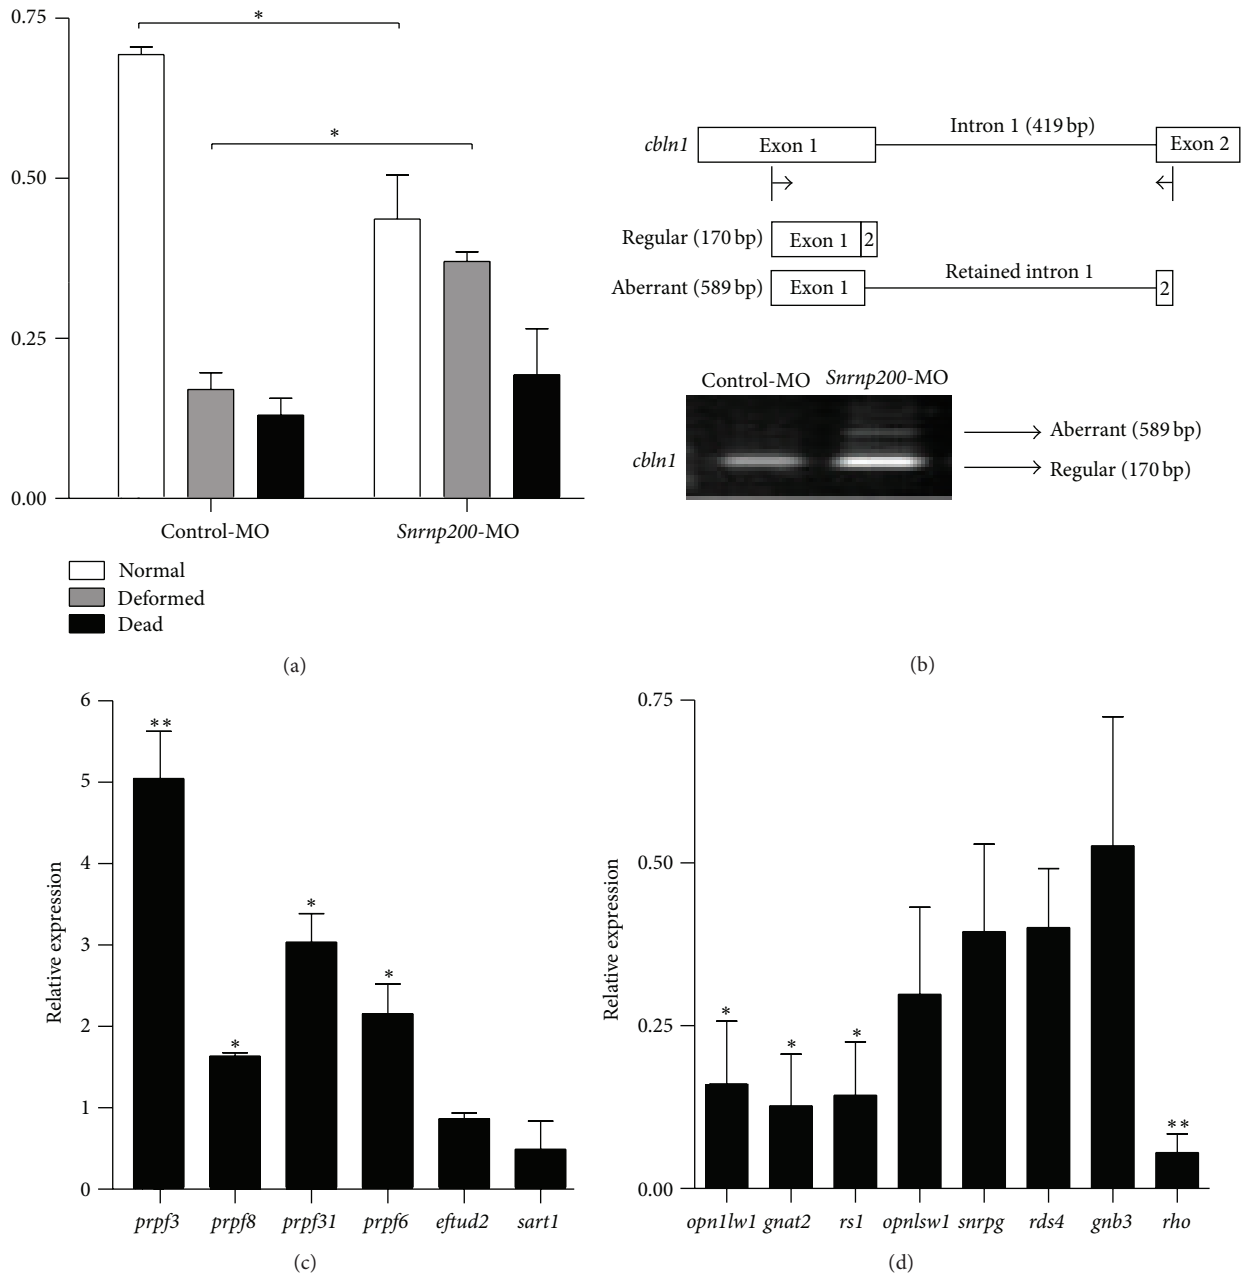 0.75
0.50
0.25
0.00
*
*
Control-MO
Snrnp200-MO
Normal
Deformed
Dead
(a)
cbln1
Exon 1
Intron 1 (419 bp)
Exon 2
Regular (170 bp)
Exon 1
2
Aberrant (589 bp)
Exon 1
Retained intron 1
2
Control-MO
Snrnp200-MO
cbln1
Aberrant (589 bp)
Regular (170 bp)
(b)
Relative expression
6
5
4
3
2
1
0
**
*
*
*
prpf3
prpf8
prpf31
prpf6
eftud2
sart1
(c)
Relative expression
0.75
0.50
0.25
0.00
*
*
*
**
opn1lw1
gnat2
rs1
opnlsw1
snrpg
rds4
gnb3
rho
(d)